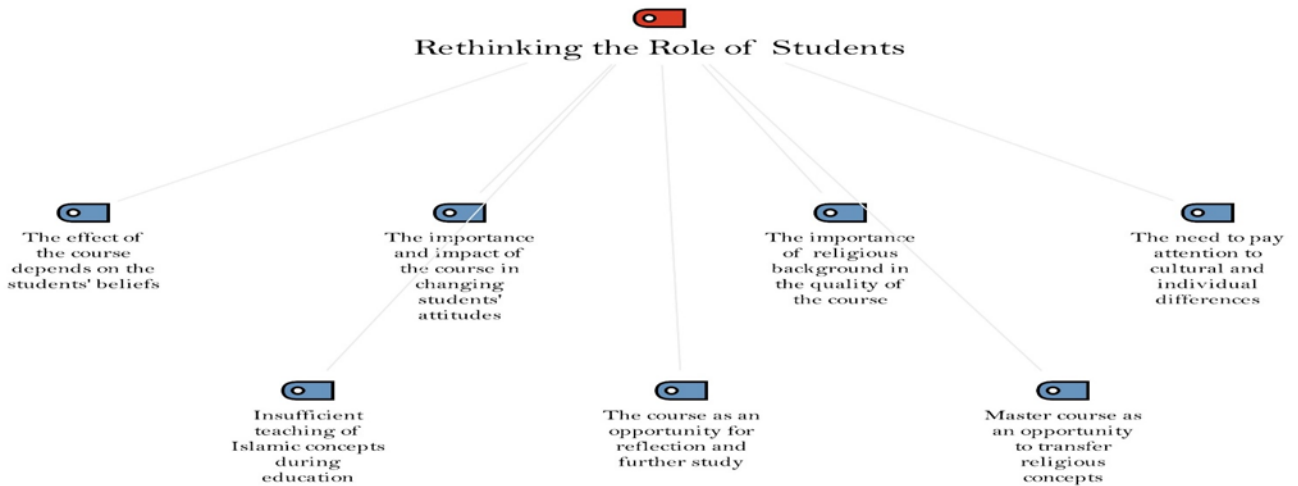 Rethinking the Role of Students
The effect of
the course
depends on the
students' beliefs
The importance
and impact of
the course in
changing
students'
attitudes
The importance
of religious
background in
the quality of
the course
The need to pay
attention to
cultural and
individual
differences
Insufficient
teaching of
Islamic concepts
during
education
The course as an
opportunity for
reflection and
further study
Master course as
an opportunity
to transfer
religious
concepts